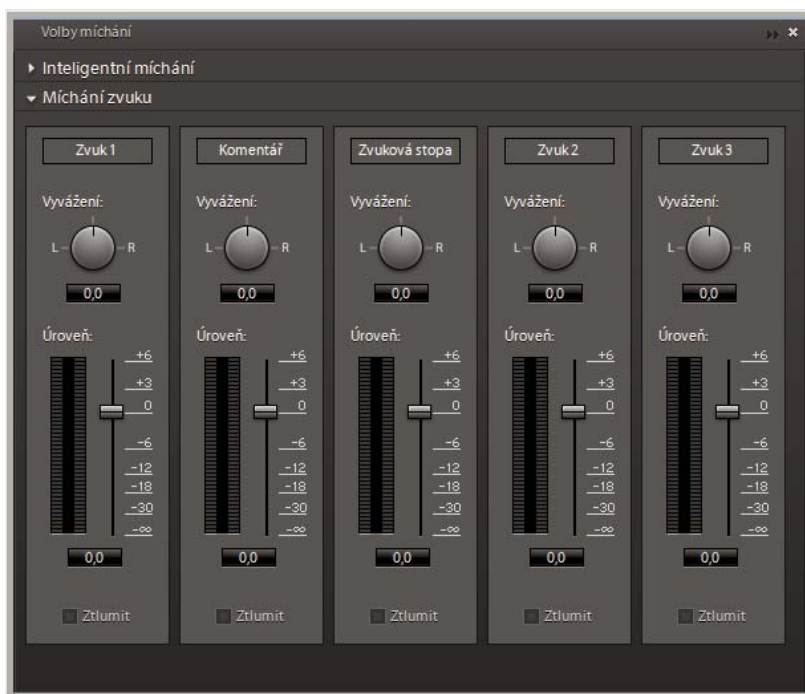 Volby míchání
Inteligentní míchání
Míchání zvuku
Zvuk 1
Vyvážení:
L R
0,0
Úroveň:
+6
+3
0
-6
-12
-18
-30
-∞
0,0
Ztlumit
Komentář
Vyvážení:
L R
0,0
Úroveň:
+6
+3
0
-6
-12
-18
-30
-∞
0,0
Ztlumit
Zvuková stopa
Vyvážení:
L R
0,0
Úroveň:
+6
+3
0
-6
-12
-18
-30
-∞
0,0
Ztlumit
Zvuk 2
Vyvážení:
L R
0,0
Úroveň:
+6
+3
0
-6
-12
-18
-30
-∞
0,0
Ztlumit
Zvuk 3
Vyvážení:
L R
0,0
Úroveň:
+6
+3
0
-6
-12
-18
-30
-∞
0,0
Ztlumit